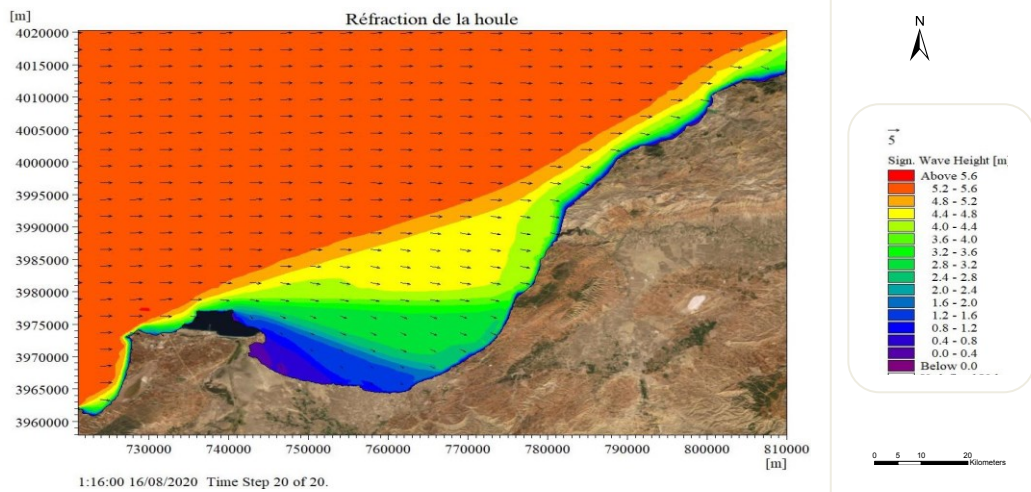 Réfraction de la houle
[m]
4020000
4015000
4010000
4005000
4000000
3995000
3990000
3985000
3980000
3975000
3970000
3965000
3960000
730000 740000 750000 760000 770000 780000 790000 800000 810000
[m]
1:16:00 16/08/2020 Time Step 20 of 20.
N
5
Sign. Wave Height [m
Above 5.6
5.2 - 5.6
4.8 - 5.2
4.4 - 4.8
4.0 - 4.4
3.6 - 4.0
3.2 - 3.6
2.8 - 3.2
2.4 - 2.8
2.0 - 2.4
1.6 - 2.0
1.2 - 1.6
0.8 - 1.2
0.4 - 0.8
0.0 - 0.4
Below 0.0
0 5 10 20
Kilometers